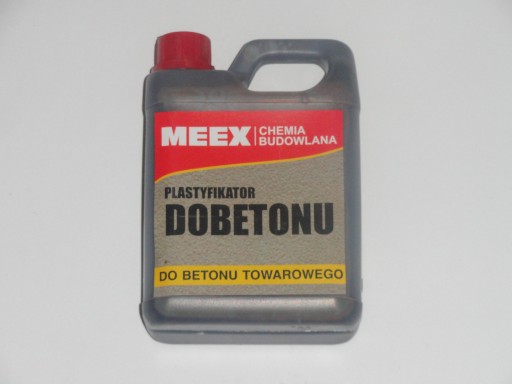 MEEX
CHEMIA
BUDOWLANA
PLASTYFIKATOR
DOBETONU
DO BETONU TOWAROWEGO